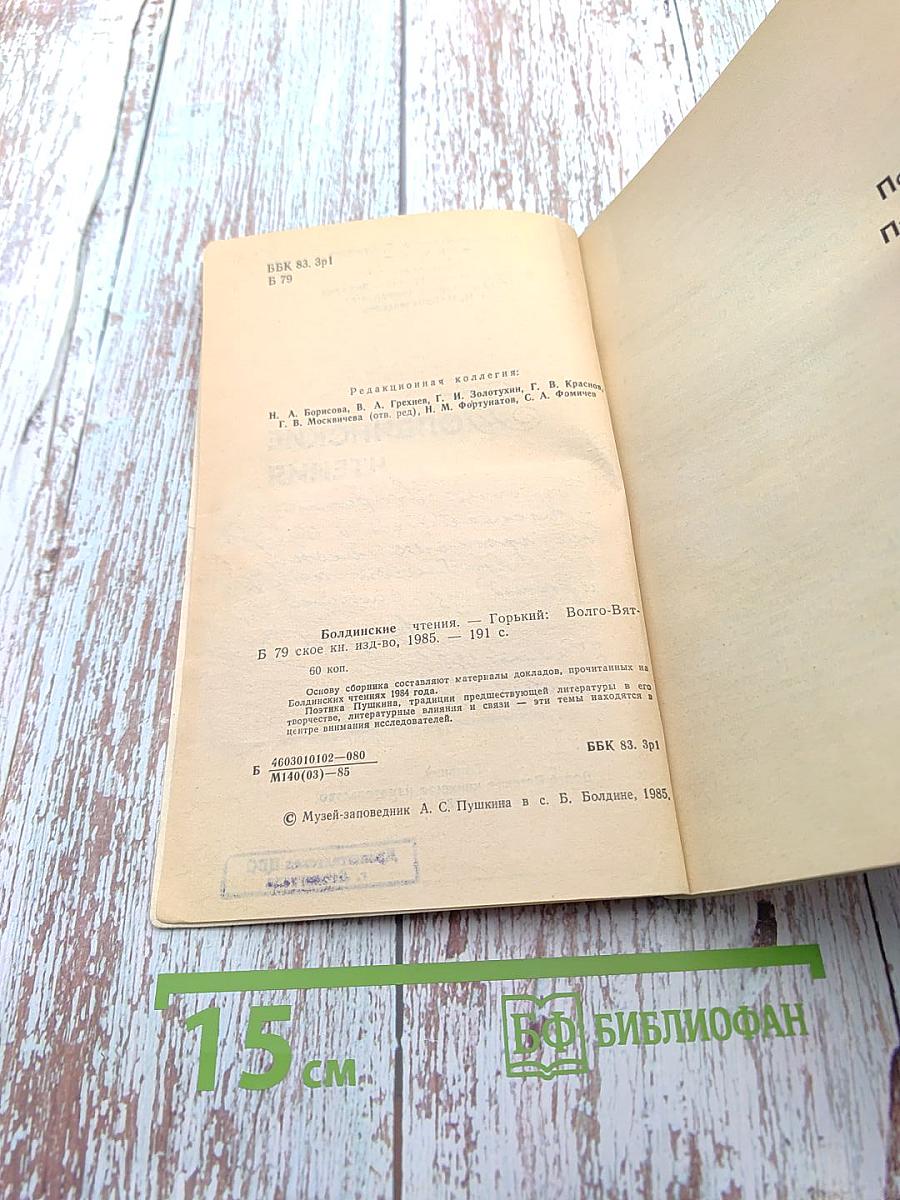 ББК 83. 3р1
Б 79
Редакционная коллегия:
Н. А. Борисова, В. А. Грехнев, Г. И. Золотухин, Г. В. Краснов,
Г. В. Москвичева (отв. ред), Н. М. Фортунатов, С. А. Фомичев
Болдинские чтения. — Горький: Волго-Вят-
Б 79 ское кн. изд-во, 1985. — 191 с.
60 коп.
Основу сборника составляют материалы докладов, прочитанных на
Болдинских чтениях 1984 года.
Поэтика Пушкина, традиции предшествующей литературы в его
творчестве, литературные влияния и связи — эти темы находятся в
центре внимания исследователей.
Б 4603010102—080
М140(03)—85
ББК 83. 3р1
© Музей-заповедник А. С. Пушкина в с. Б. Болдине, 1985.
15 см
БФ БИБЛИОФАН